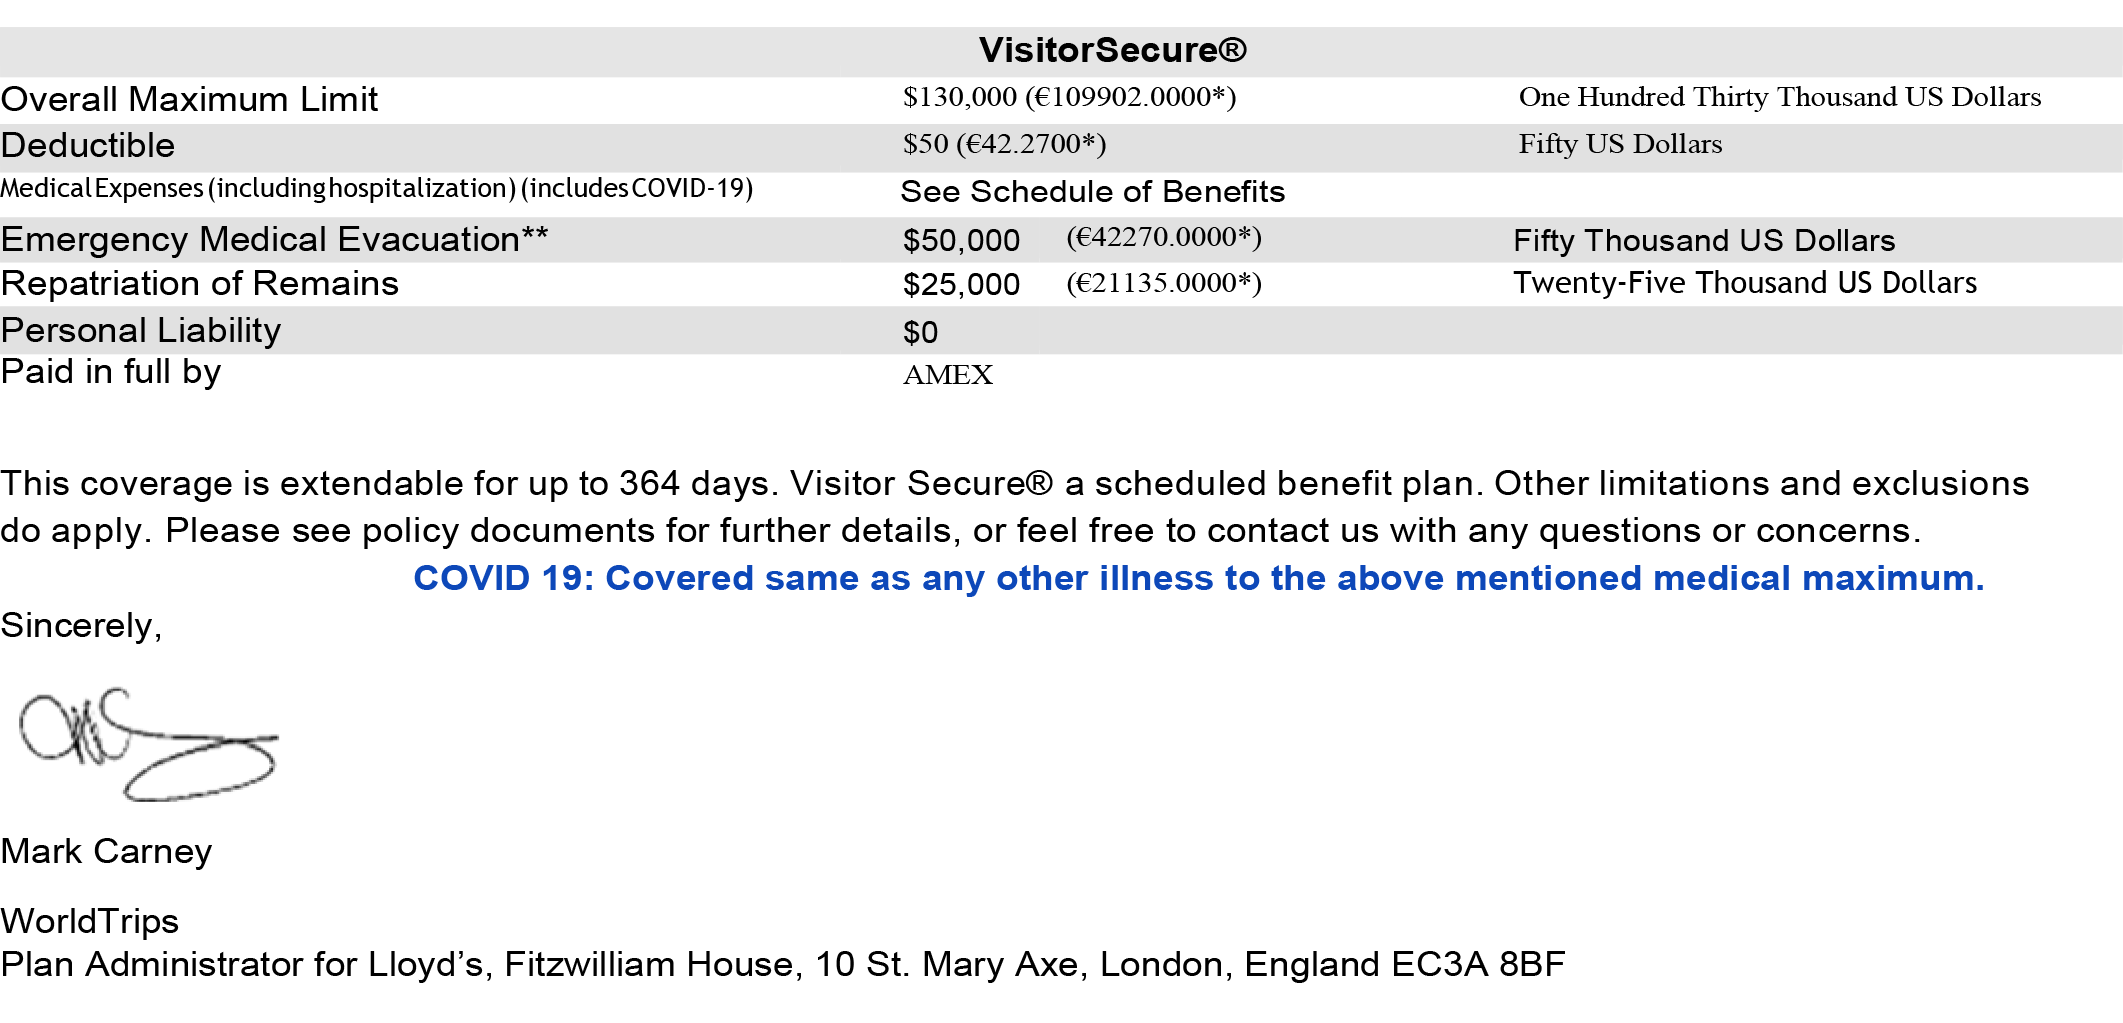 VisitorSecure®
Overall Maximum Limit $130,000 (€109902.0000*) One Hundred Thirty Thousand US Dollars
Deductible $50 (€42.2700*) Fifty US Dollars
Medical Expenses (including hospitalization) (includes COVID-19) See Schedule of Benefits
Emergency Medical Evacuation** $50,000 (€42270.0000*) Fifty Thousand US Dollars
Repatriation of Remains $25,000 (€21135.0000*) Twenty-Five Thousand US Dollars
Personal Liability $0
Paid in full by AMEX
This coverage is extendable for up to 364 days. Visitor Secure® a scheduled benefit plan. Other limitations and exclusions
do apply. Please see policy documents for further details, or feel free to contact us with any questions or concerns.
COVID 19: Covered same as any other illness to the above mentioned medical maximum.
Sincerely,
Mark Carney
WorldTrips
Plan Administrator for Lloyd’s, Fitzwilliam House, 10 St. Mary Axe, London, England EC3A 8BF